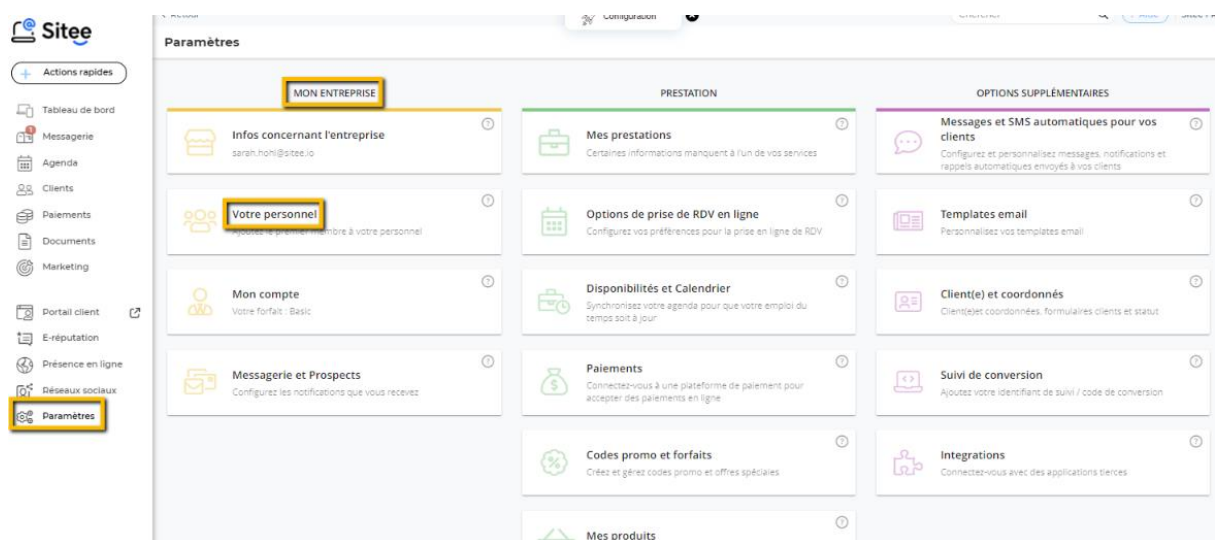 Sitee
Configuration
Paramètres
Actions rapides
Tableau de bord
1
Messagerie
Agenda
Clients
Paiements
Documents
Marketing
Portail client
E-réputation
Présence en ligne
Réseaux sociaux
Paramètres
MON ENTREPRISE
Infos concernant l'entreprise
sarah.hohl@sitee.io
Votre personnel
Ajoutez le premier membre à votre personnel
Mon compte
Votre forfait : Basic
Messagerie et Prospects
Configurez les notifications que vous recevez
PRESTATION
Mes prestations
Certaines informations manquent à l'un de vos services
Options de prise de RDV en ligne
Configurez vos préférences pour la prise en ligne de RDV
Disponibilités et Calendrier
Synchronisez votre agenda pour que votre emploi du
temps soit à jour
Paiements
Connectez-vous à une plateforme de paiement pour
accepter des paiements en ligne
Codes promo et forfaits
Créez et gérez codes promo et offres spéciales
Mes produits
OPTIONS SUPPLÉMENTAIRES
Messages et SMS automatiques pour vos
clients
Configurez et personnalisez messages, notifications et
rappels automatiques envoyés à vos clients
Templates email
Personnalisez vos templates email
Client(e) et coordonnés
Client(e)et coordonnées, formulaires clients et statut
Suivi de conversion
Ajoutez votre identifiant de suivi / code de conversion
Integrations
Connectez-vous avec des applications tierces